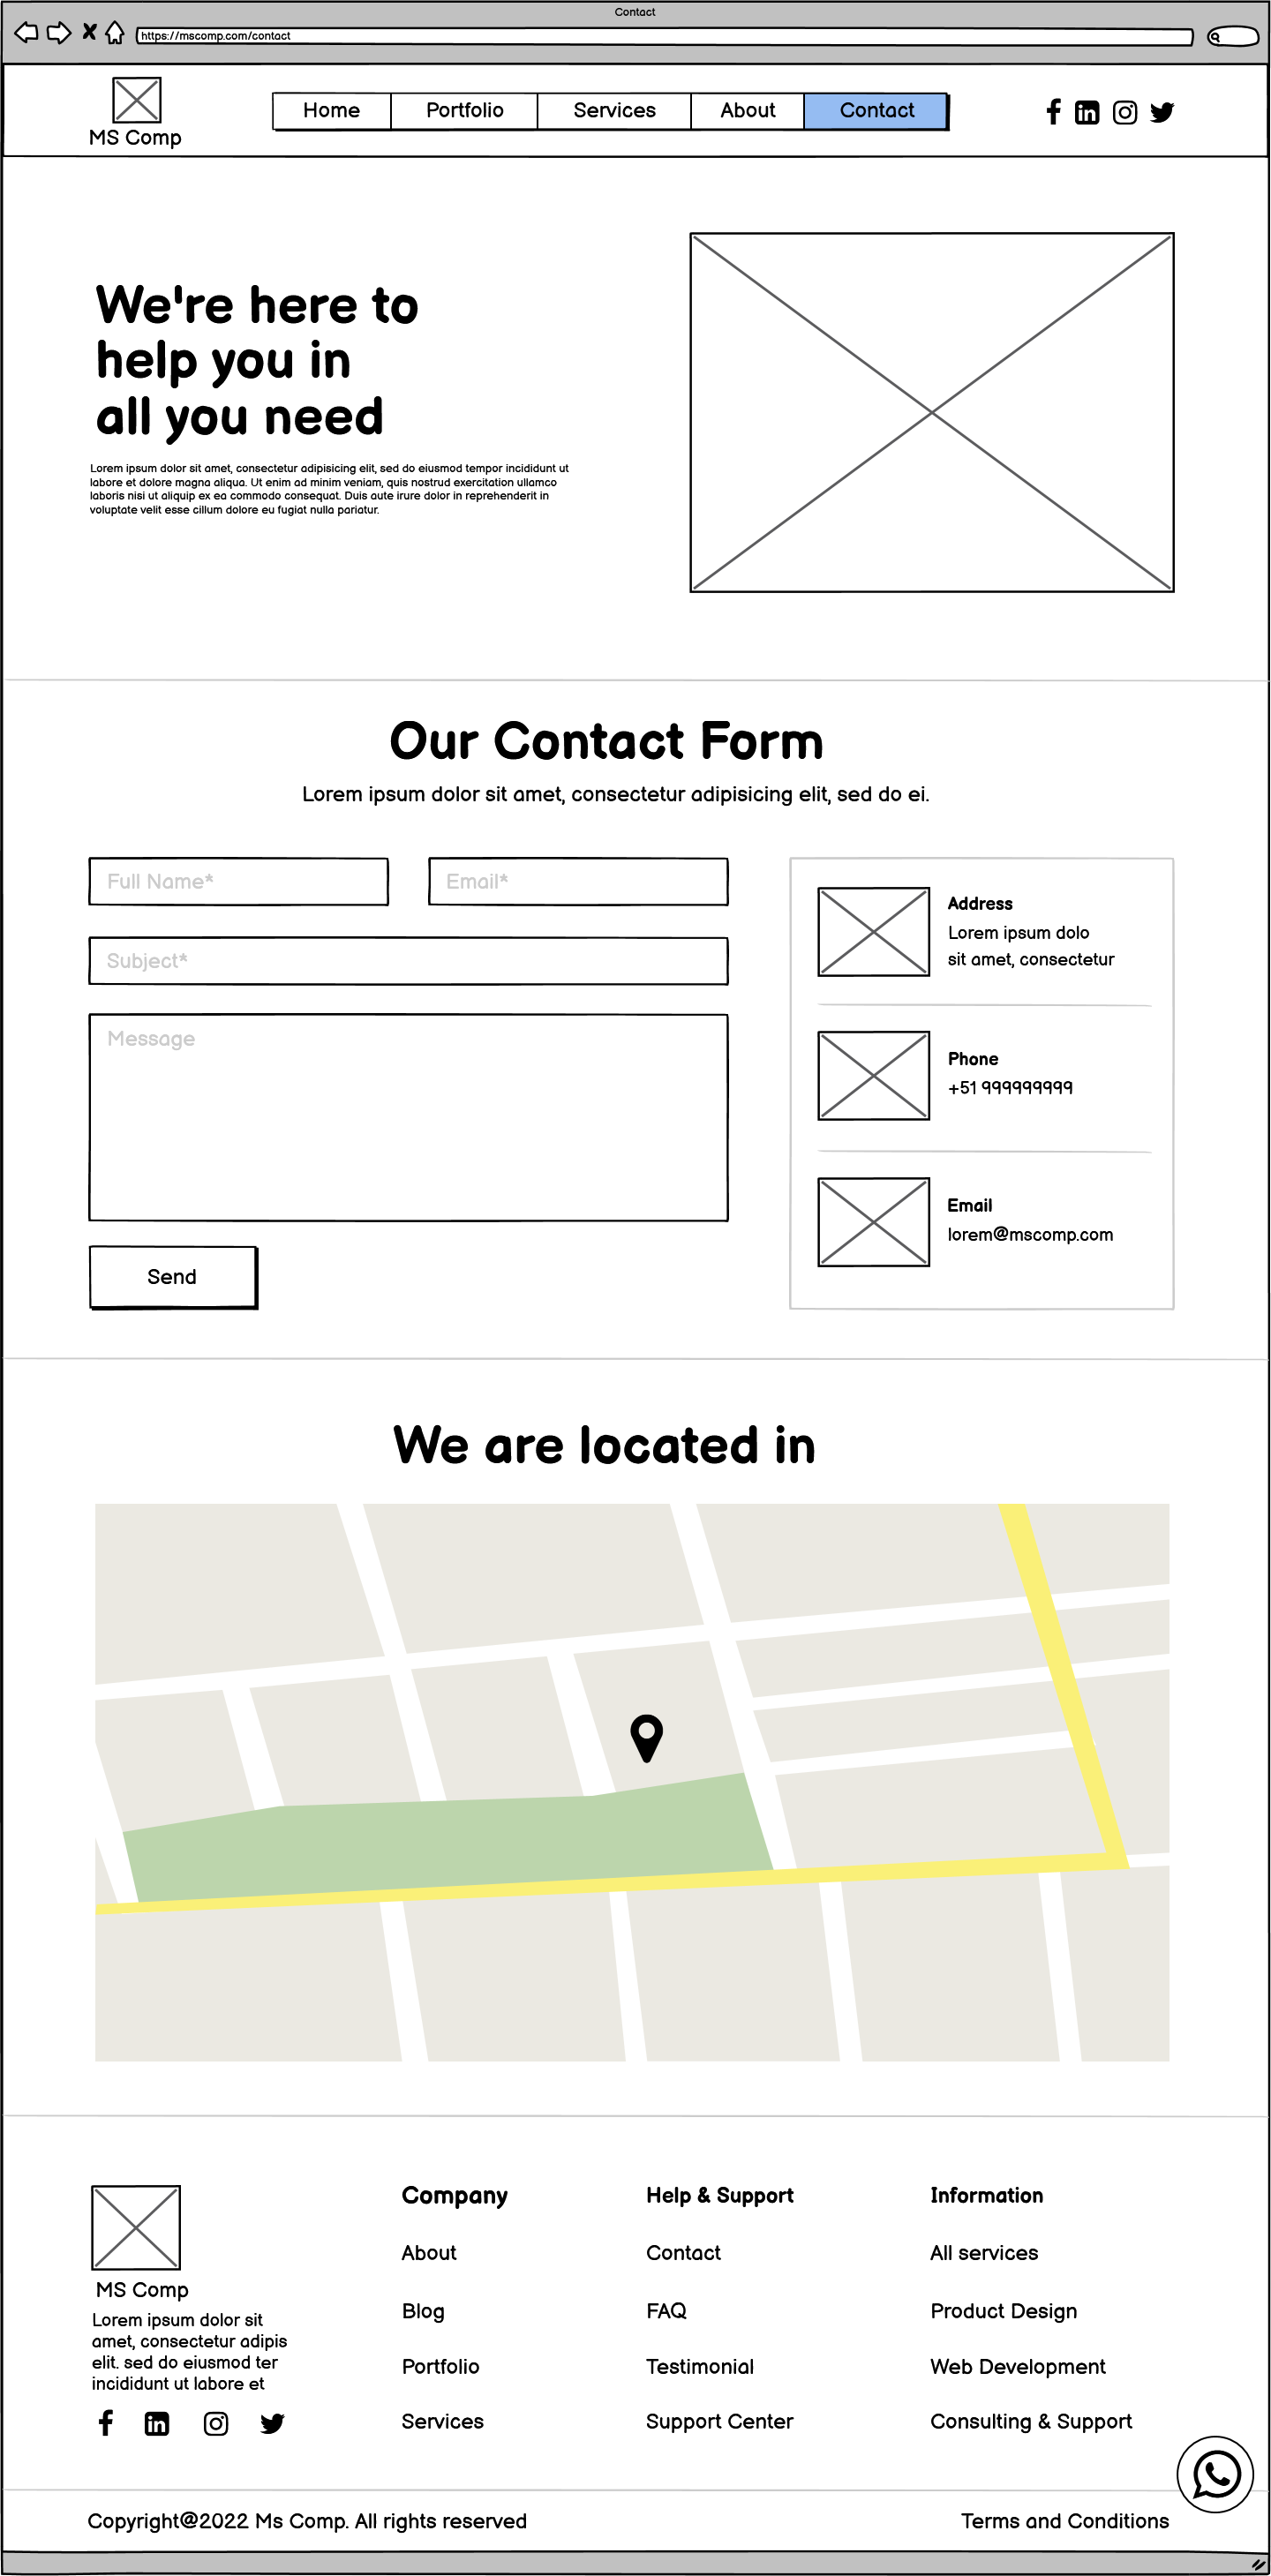 Contact
https://mscomp.com/contact
MS Comp
Home
Portfolio
Services
About
Contact
We're here to
help you in
all you need
Lorem ipsum dolor sit amet, consectetur adipisicing elit, sed do eiusmod tempor incididunt ut
labore et dolore magna aliqua. Ut enim ad minim veniam, quis nostrud exercitation ullamco
laboris nisi ut aliquip ex ea commodo consequat. Duis aute irure dolor in reprehenderit in
voluptate velit esse cillum dolore eu fugiat nulla pariatur.
Our Contact Form
Lorem ipsum dolor sit amet, consectetur adipisicing elit, sed do ei.
Full Name*
Email*
Subject*
Message
Send
Address
Lorem ipsum dolo
sit amet, consectetur
Phone
+51 999999999
Email
lorem@mscomp.com
We are located in
MS Comp
Lorem ipsum dolor sit
amet, consectetur adipis
elit. sed do eiusmod ter
incididunt ut labore et
Company
About
Blog
Portfolio
Services
Help & Support
Contact
FAQ
Testimonial
Support Center
Information
All services
Product Design
Web Development
Consulting & Support
Copyright@2022 Ms Comp. All rights reserved
Terms and Conditions